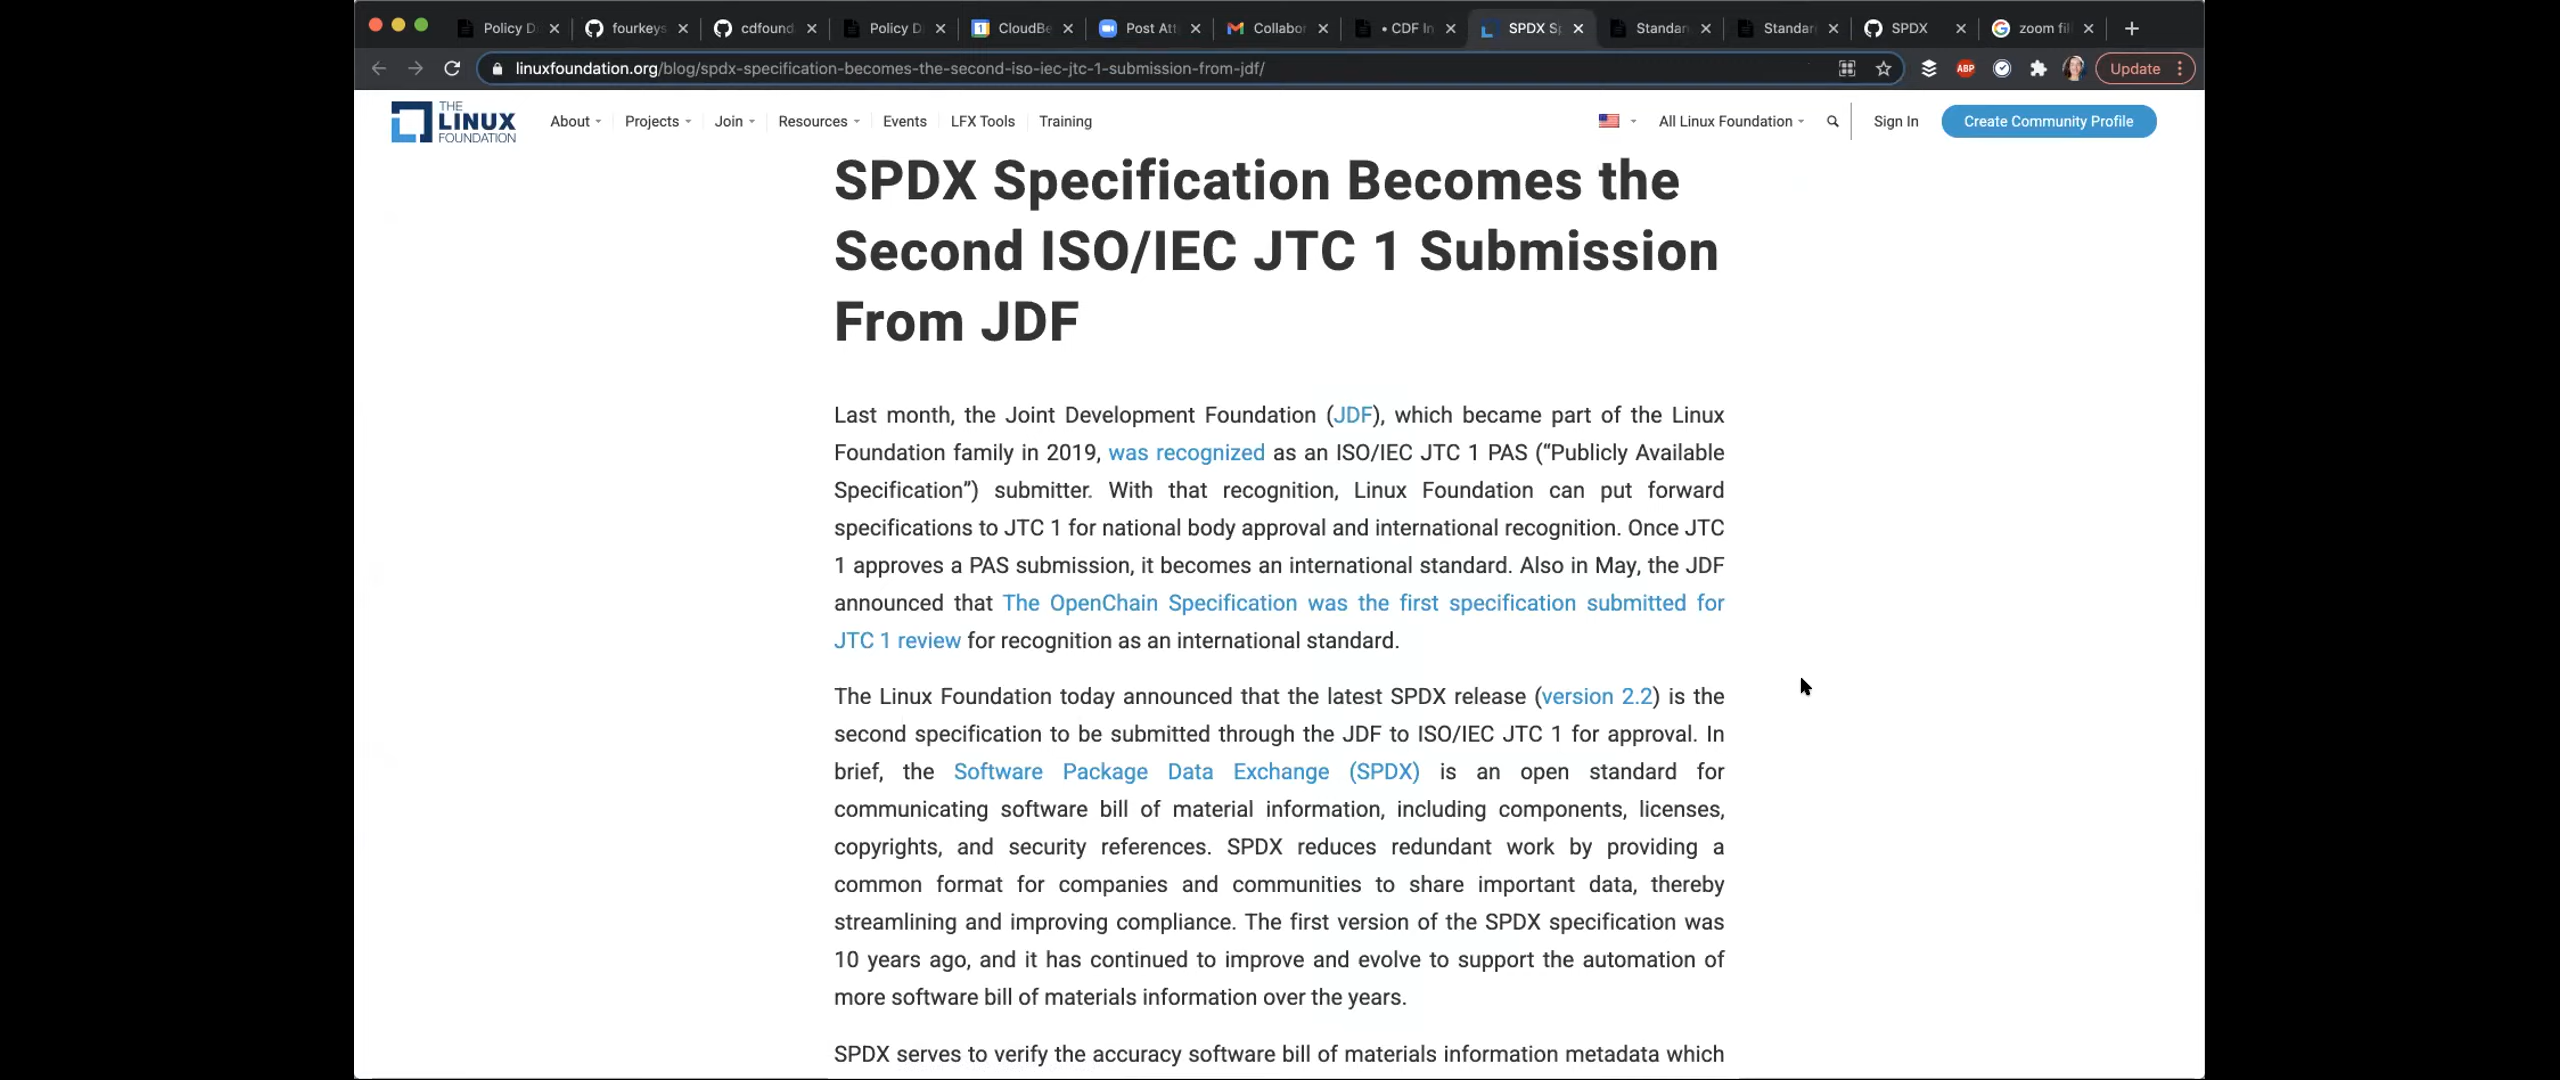 Policy D
fourkeys
cdfound
Policy D
CloudBe
Post Att
Collabor
• CDF In
SPDX Sp
Standar
Standar
SPDX
zoom fil
linuxfoundation.org/blog/spdx-specification-becomes-the-second-iso-iec-jtc-1-submission-from-jdf/
ABP
Update
THE
LINUX
FOUNDATION
About
Projects
Join
Resources
Events
LFX Tools
Training
All Linux Foundation
Sign In
Create Community Profile
SPDX Specification Becomes the
Second ISO/IEC JTC 1 Submission
From JDF
Last month, the Joint Development Foundation (JDF), which became part of the Linux
Foundation family in 2019, was recognized as an ISO/IEC JTC 1 PAS (“Publicly Available
Specification”) submitter. With that recognition, Linux Foundation can put forward
specifications to JTC 1 for national body approval and international recognition. Once JTC
1 approves a PAS submission, it becomes an international standard. Also in May, the JDF
announced that The OpenChain Specification was the first specification submitted for
JTC 1 review for recognition as an international standard.
The Linux Foundation today announced that the latest SPDX release (version 2.2) is the
second specification to be submitted through the JDF to ISO/IEC JTC 1 for approval. In
brief, the Software Package Data Exchange (SPDX) is an open standard for
communicating software bill of material information, including components, licenses,
copyrights, and security references. SPDX reduces redundant work by providing a
common format for companies and communities to share important data, thereby
streamlining and improving compliance. The first version of the SPDX specification was
10 years ago, and it has continued to improve and evolve to support the automation of
more software bill of materials information over the years.
SPDX serves to verify the accuracy software bill of materials information metadata which